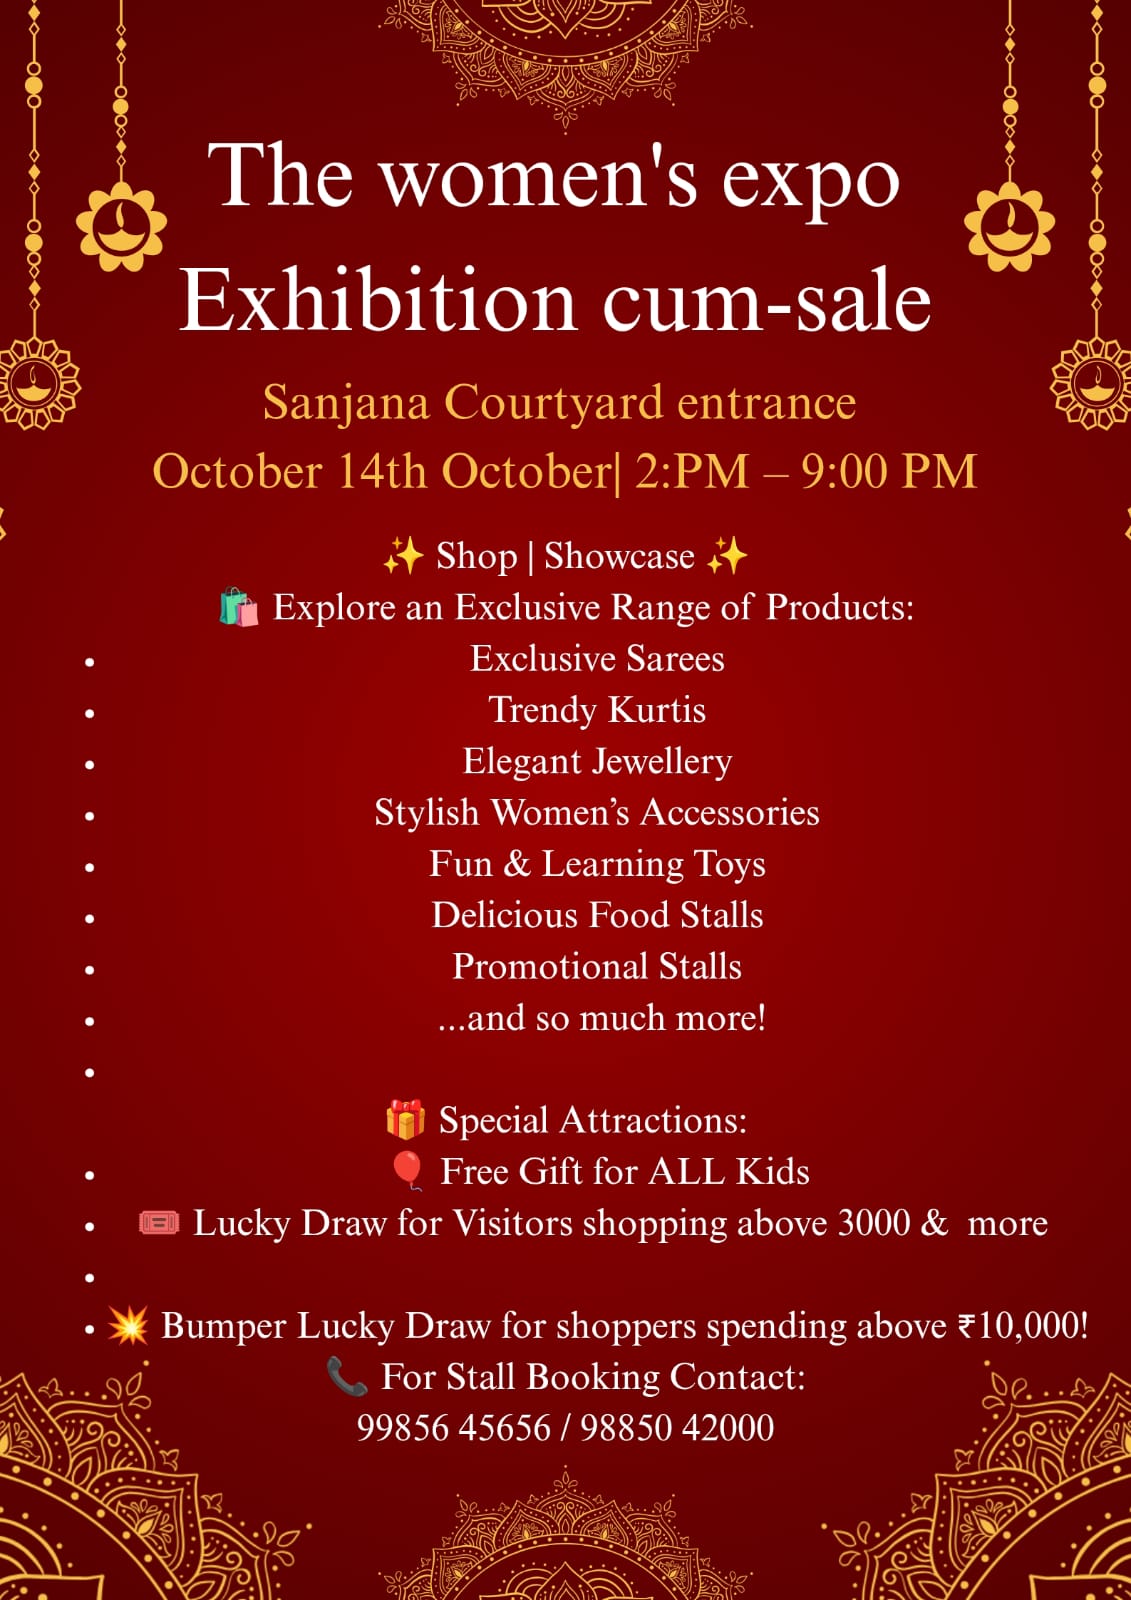 The women's expo
Exhibition cum-sale
Sanjana Courtyard entrance
October 14th October| 2:PM – 9:00 PM
✨ Shop | Showcase ✨
🛍️ Explore an Exclusive Range of Products:
• Exclusive Sarees
• Trendy Kurtis
• Elegant Jewellery
• Stylish Women’s Accessories
• Fun & Learning Toys
• Delicious Food Stalls
• Promotional Stalls
• ...and so much more!
•
🎁 Special Attractions:
• 🎈 Free Gift for ALL Kids
• 🎟️ Lucky Draw for Visitors shopping above 3000 &  more
•
• 💥 Bumper Lucky Draw for shoppers spending above ₹10,000!
📞 For Stall Booking Contact:
99856 45656 / 98850 42000